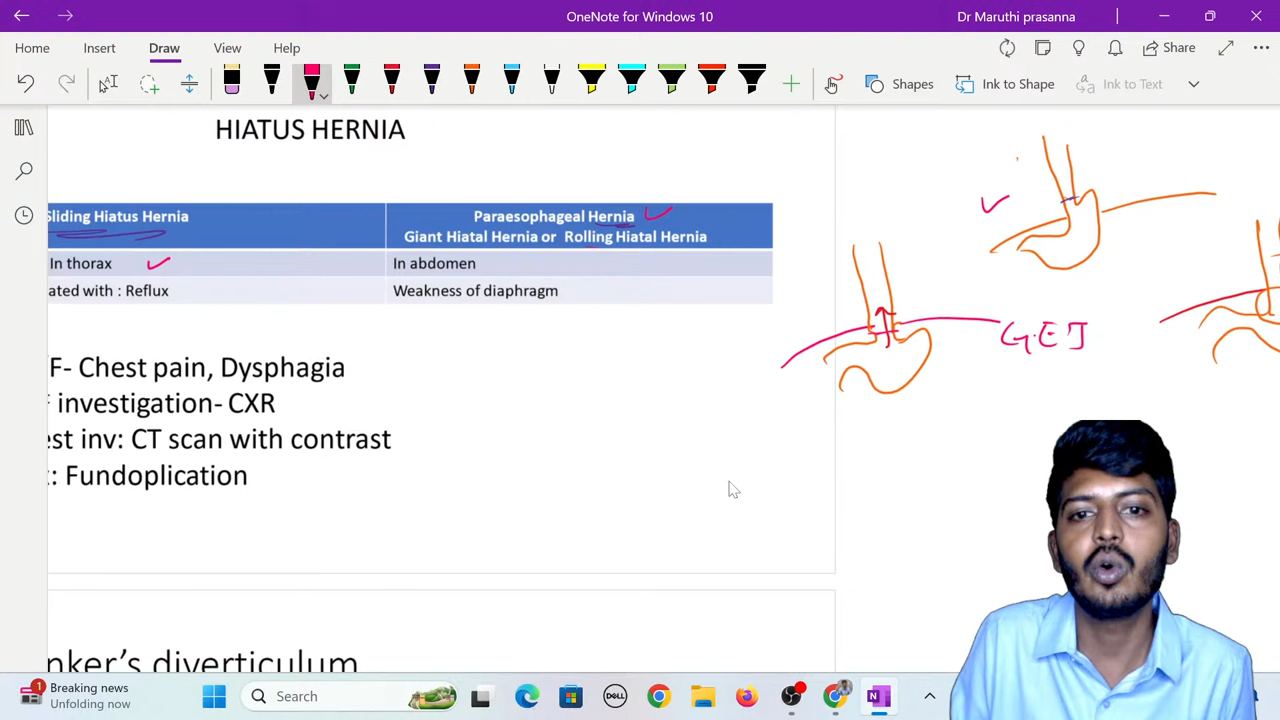 OneNote for Windows 10
Dr Maruthi prasanna
Home Insert Draw View Help
Share
Shapes
Ink to Shape
Ink to Text
HIATUS HERNIA
Sliding Hiatus Hernia
Paraesophageal Hernia
Giant Hiatal Hernia or Rolling Hiatal Hernia
In thorax
In abdomen
ated with : Reflux
Weakness of diaphragm
G.E.J
F- Chest pain, Dysphagia
f investigation- CXR
est inv: CT scan with contrast
: Fundoplication
nker's diverticulum
1
Breaking news
Unfolding now
Search
DELL
N